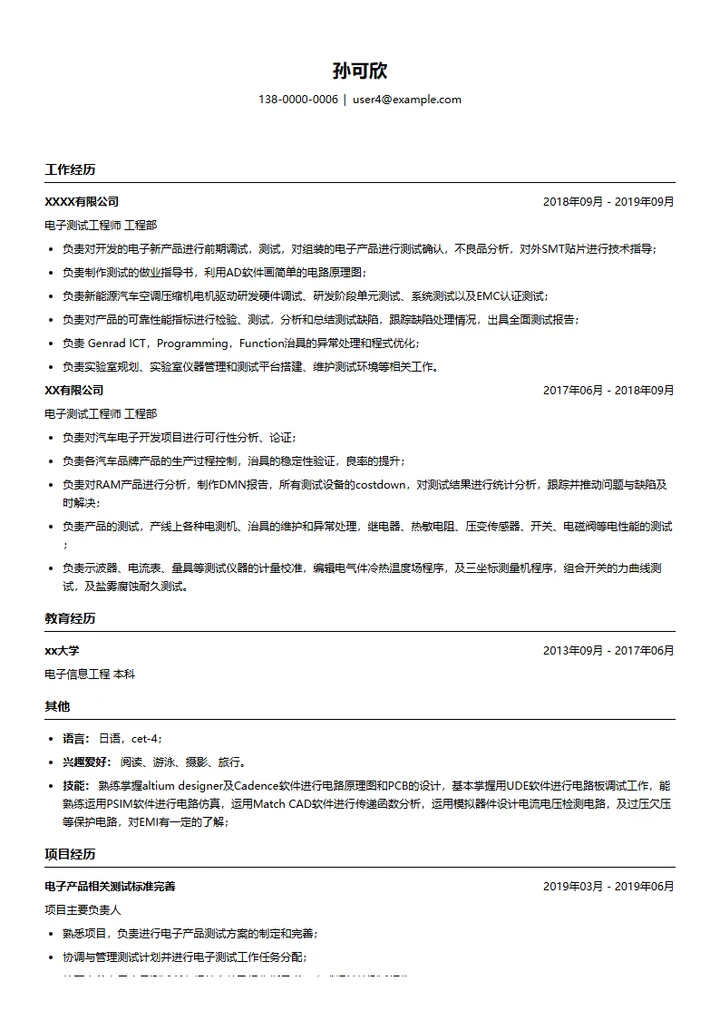 孙可欣
138-0000-0006 | user4@example.com
工作经历
XXXX有限公司 2018年09月 - 2019年09月
电子测试工程师 工程部
• 负责对开发的电子新产品进行前期调试，测试，对组装的电子产品进行测试确认，不良品分析，对外SMT贴片进行技术指导；
• 负责制作测试的做业指导书，利用AD软件画简单的电路原理图；
• 负责新能源汽车空调压缩机电机驱动研发硬件调试、研发阶段单元测试、系统测试以及EMC认证测试；
• 负责对产品的可靠性能指标进行检验、测试，分析和总结测试缺陷，跟踪缺陷处理情况，出具全面测试报告；
• 负责 Genrad ICT，Programming，Function治具的异常处理和程式优化；
• 负责实验室规划、实验室仪器管理和测试平台搭建、维护测试环境等相关工作。
XX有限公司 2017年06月 - 2018年09月
电子测试工程师 工程部
• 负责对汽车电子开发项目进行可行性分析、论证；
• 负责各汽车品牌产品的生产过程控制，治具的稳定性验证，良率的提升；
• 负责对RAM产品进行分析，制作DMN报告，所有测试设备的costdown，对测试结果进行统计分析，跟踪并推动问题与缺陷及
时解决；
• 负责产品的测试，产线上各种电测机、治具的维护和异常处理，继电器、热敏电阻、压变传感器、开关、电磁阀等电性能的测试
；
• 负责示波器、电流表、量具等测试仪器的计量校准，编辑电气件冷热温度场程序，及三坐标测量机程序，组合开关的力曲线测
试，及盐雾腐蚀耐久测试。
教育经历
xx大学 2013年09月 - 2017年06月
电子信息工程 本科
其他
• 语言： 日语，cet-4；
• 兴趣爱好： 阅读、游泳、摄影、旅行。
• 技能： 熟练掌握altium designer及Cadence软件进行电路原理图和PCB的设计，基本掌握用UDE软件进行电路板调试工作，能
熟练运用PSIM软件进行电路仿真，运用Match CAD软件进行传递函数分析，运用模拟器件设计电流电压检测电路，及过压欠压
等保护电路，对EMI有一定的了解；
项目经历
电子产品相关测试标准完善 2019年03月 - 2019年06月
项目主要负责人
• 熟悉项目，负责进行电子产品测试方案的制定和完善；
• 协调与管理测试计划并进行电子测试工作任务分配；